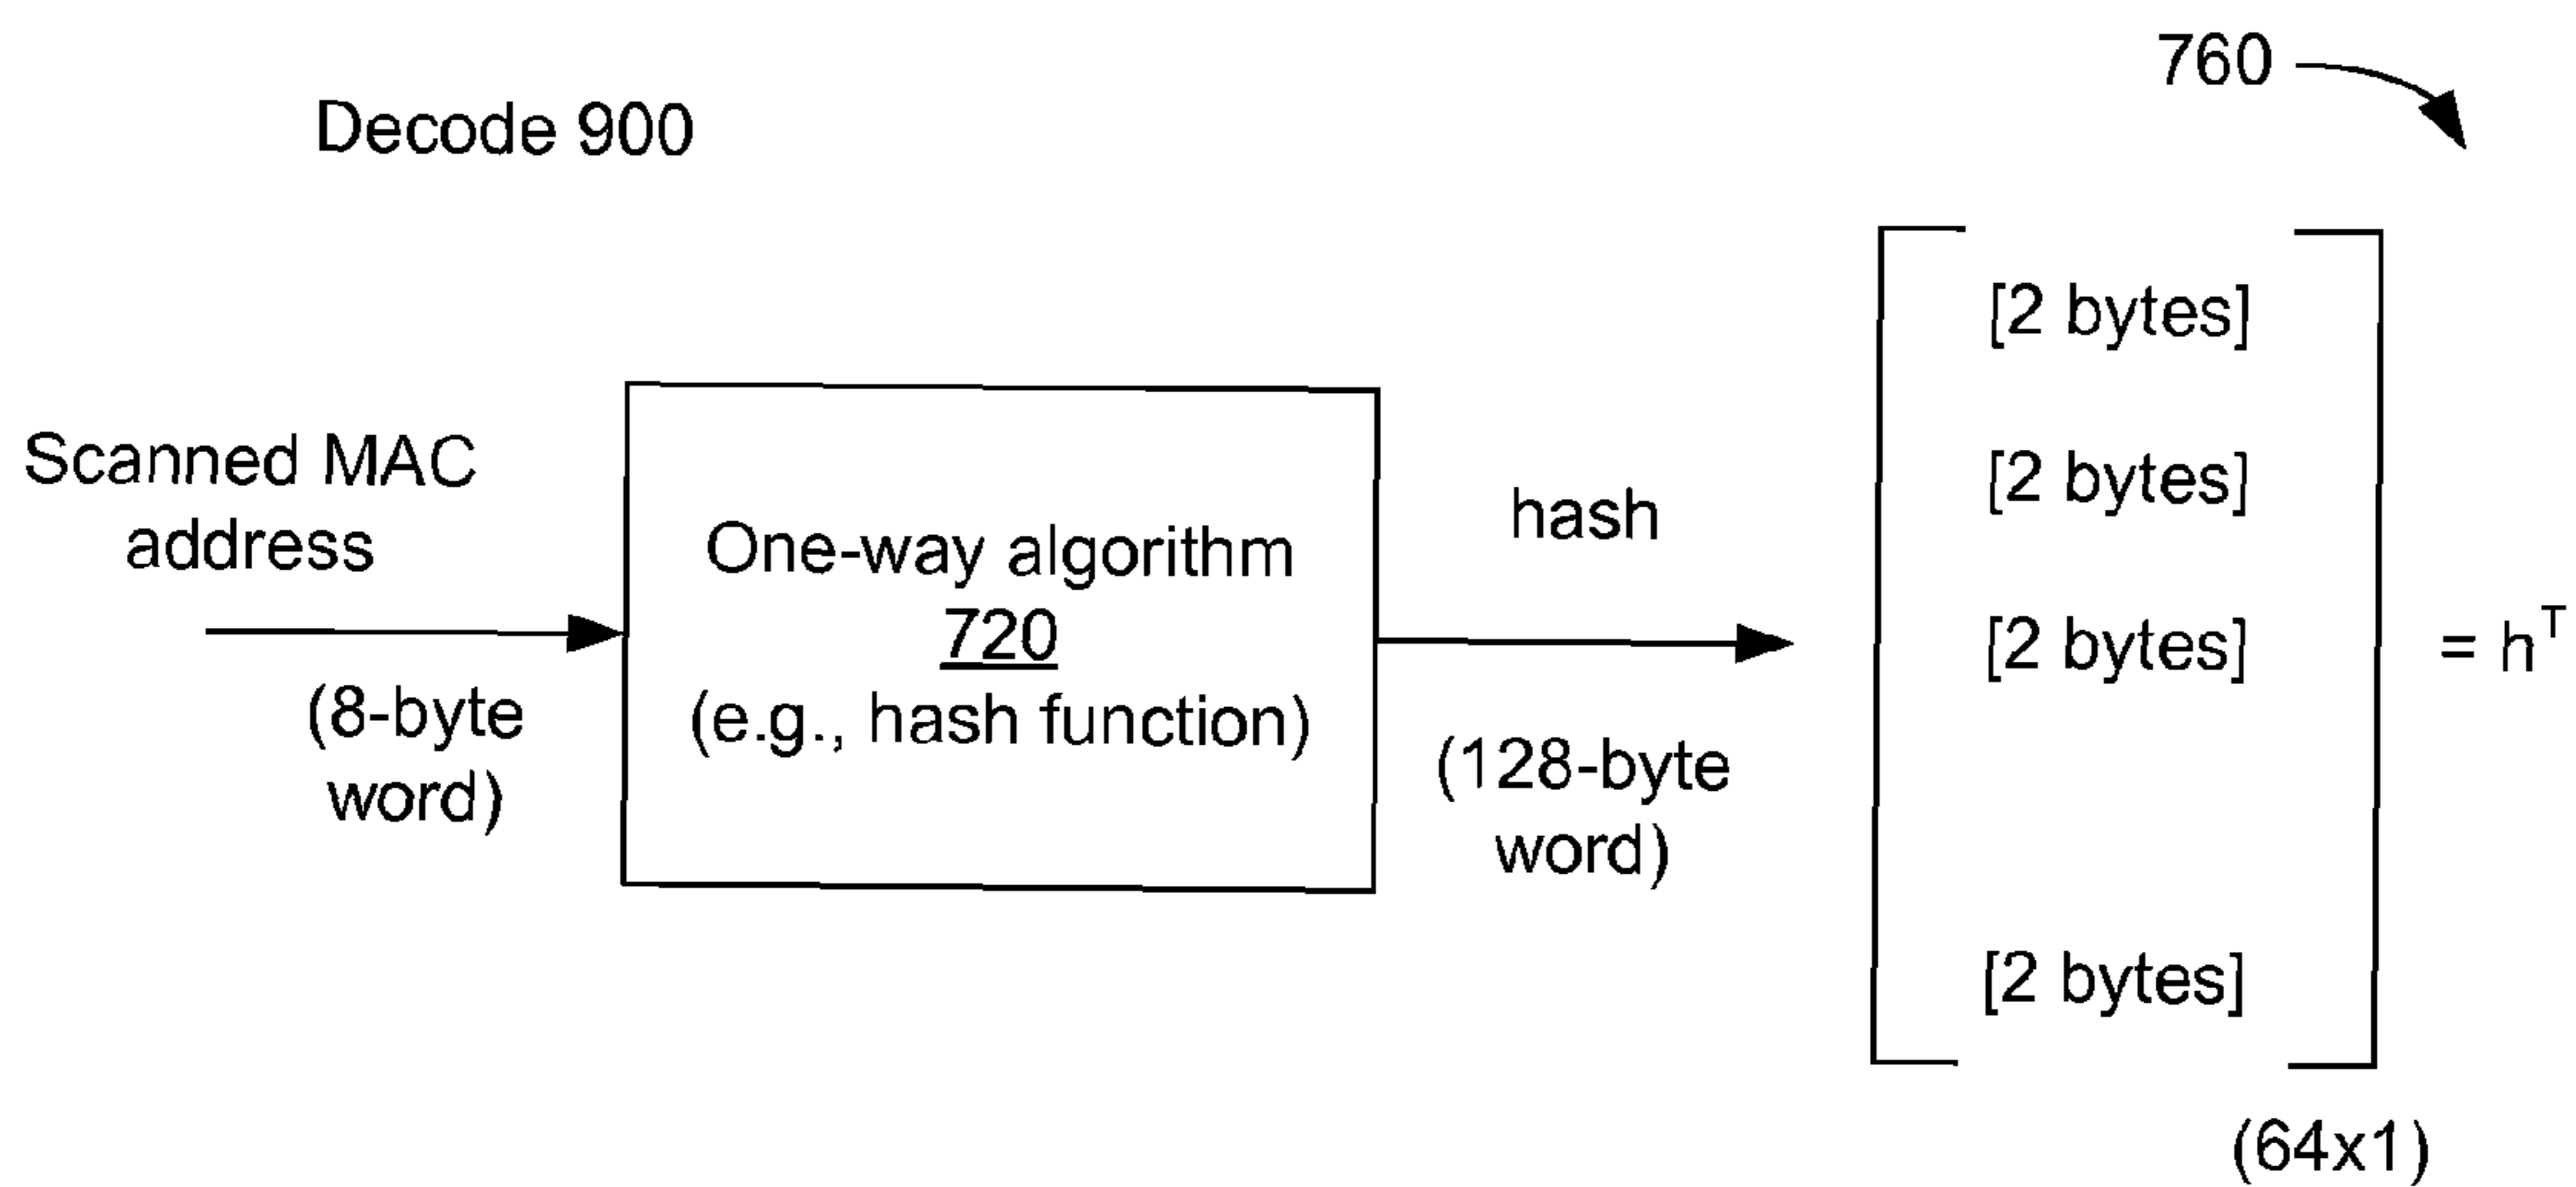 760
Decode 900
[2 bytes]
Scanned MAC
address
(8-byte
word)
One-way algorithm
720
(e.g., hash function)
hash
(128-byte
word)
[2 bytes]
[2 bytes]
[2 bytes]
= hᵀ
(64x1)